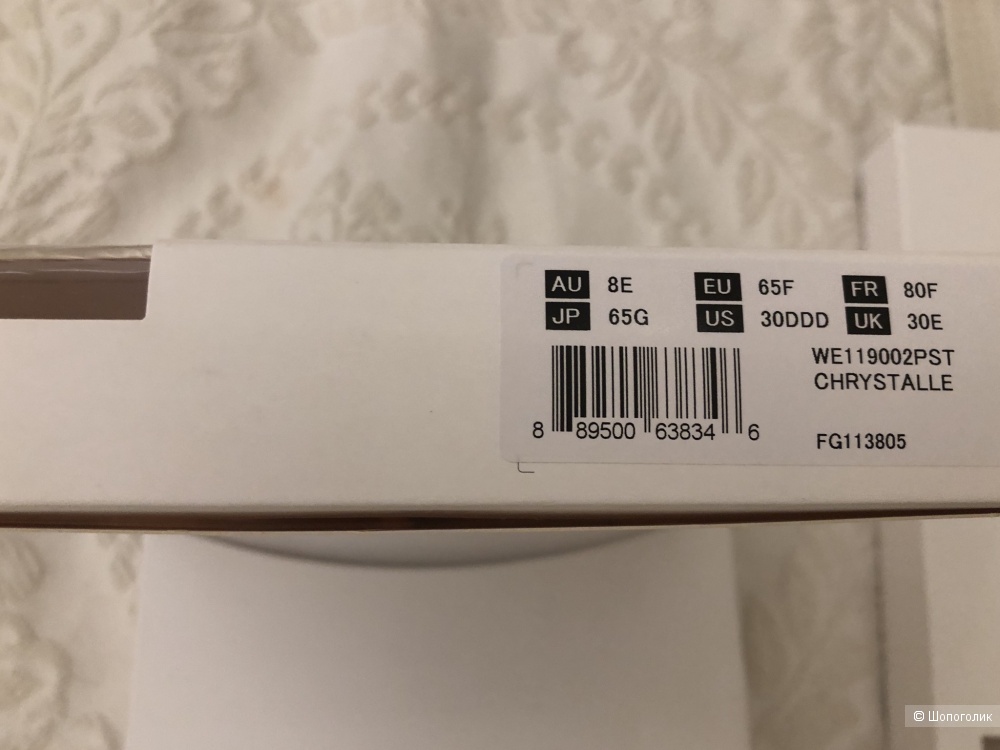 AU 8E EU 65F FR 80F
JP 65G US 30DDD UK 30E
WE119002PST
CHRYSTALLE
8 89500 63834 6
FG113805
© Шопоголик